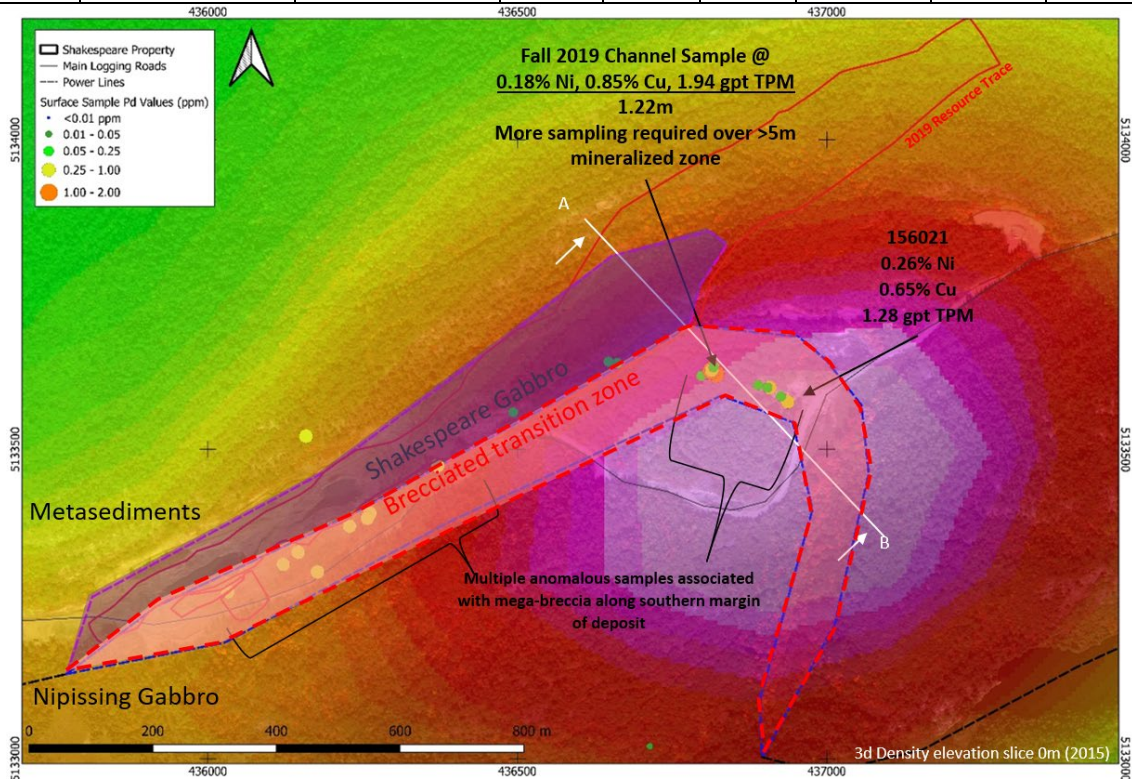 436000
436500
437000
5134000
5134000
Shakespeare Property
Main Logging Roads
Power Lines
Surface Sample Pd Values (ppm)
<0.01 ppm
0.01 - 0.05
0.05 - 0.25
0.25 - 1.00
1.00 - 2.00
Fall 2019 Channel Sample @
0.18% Ni, 0.85% Cu, 1.94 gpt TPM
1.22m
More sampling required over >5m
mineralized zone
2019 Resource Trace
A
156021
0.26% Ni
0.65% Cu
1.28 gpt TPM
Shakespeare Gabbro
Brecciated transition zone
5133500
5133500
Metasediments
B
Multiple anomalous samples associated
with mega-breccia along southern margin
of deposit
Nipissing Gabbro
0
200
400
600
800 m
3d Density elevation slice 0m (2015)
5133000
5133000
436000
436500
437000